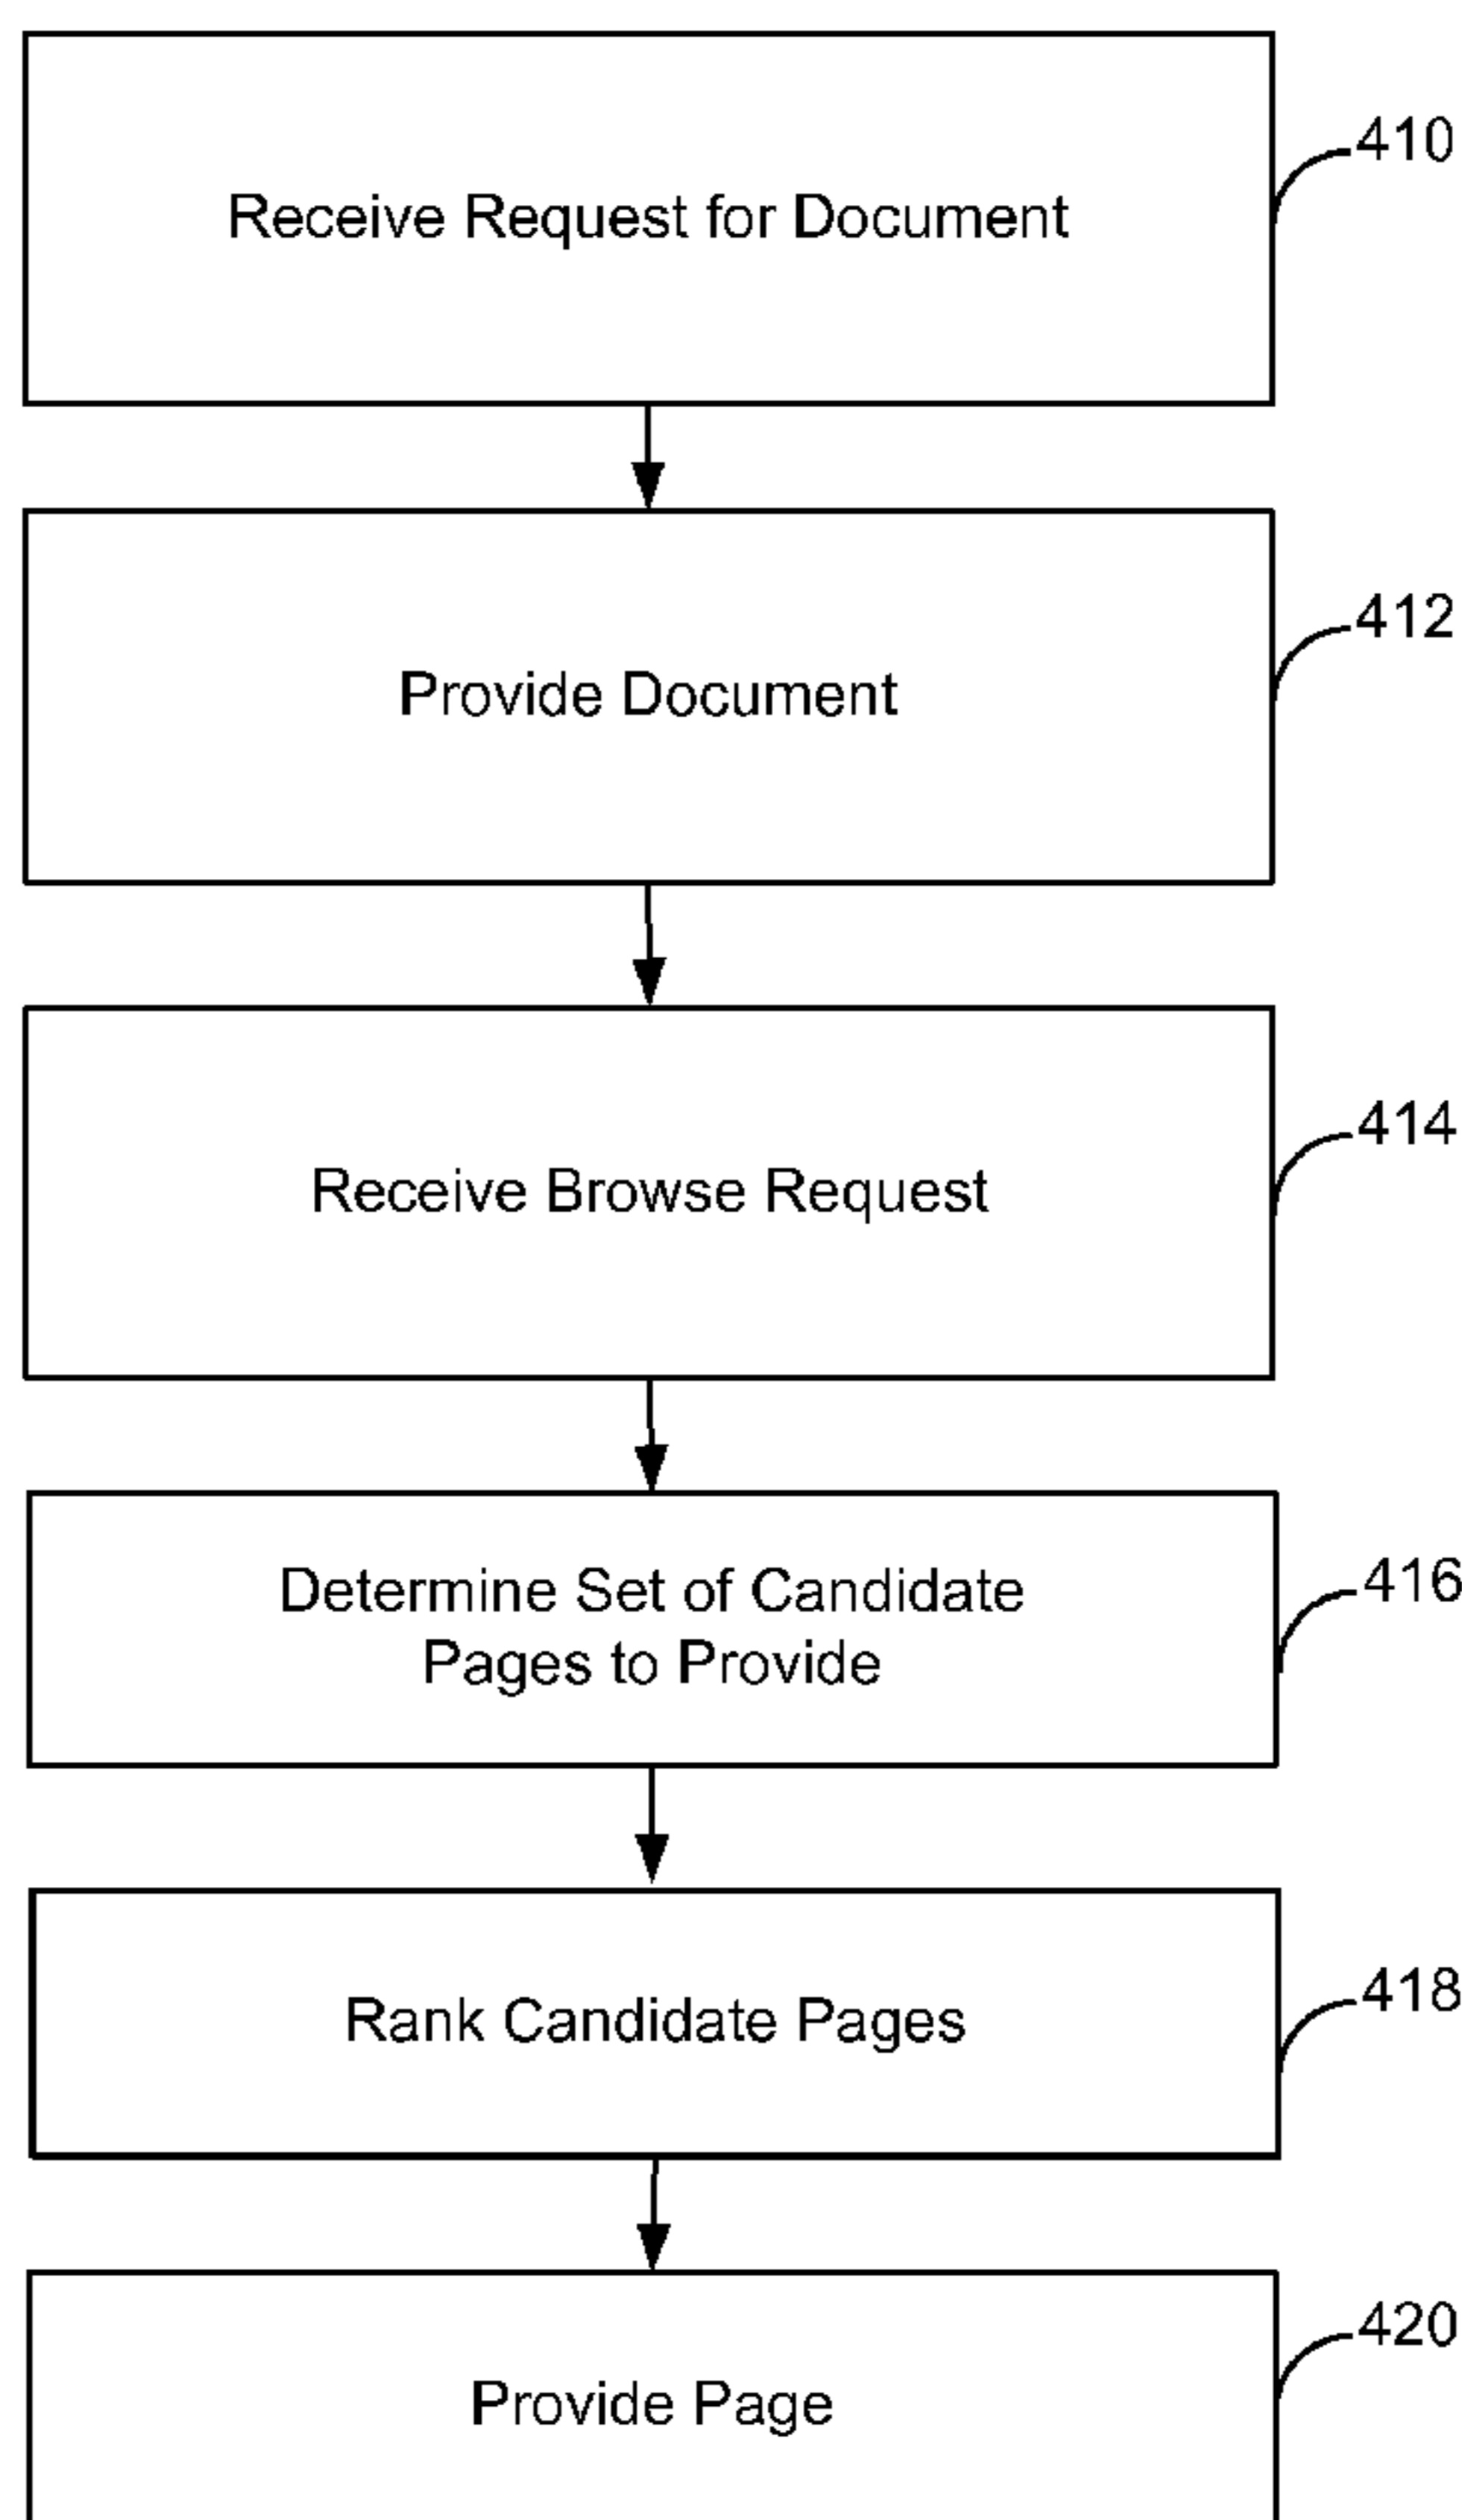 Receive Request for Document
410
Provide Document
412
Receive Browse Request
414
Determine Set of Candidate
Pages to Provide
416
Rank Candidate Pages
418
Provide Page
420